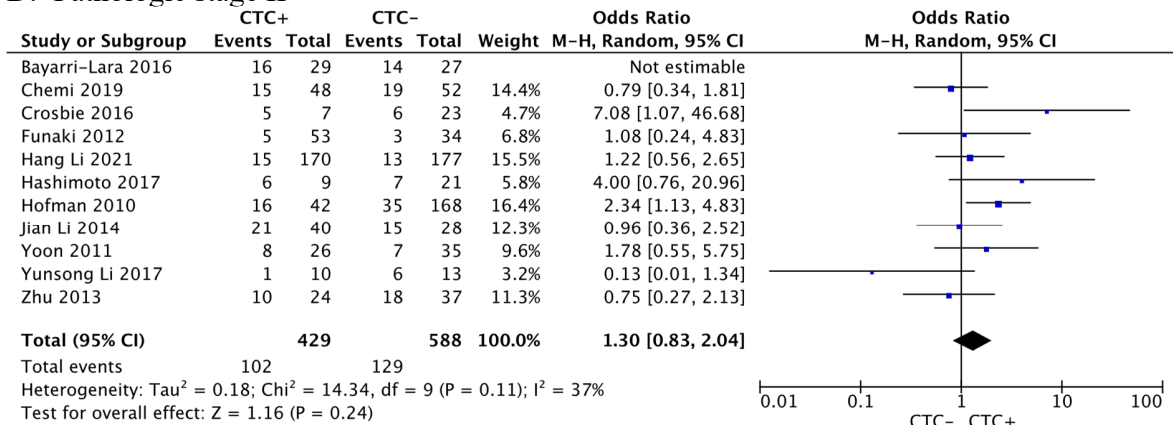 CTC+ CTC− Odds Ratio Odds Ratio
Study or Subgroup Events Total Events Total Weight M-H, Random, 95% CI M-H, Random, 95% CI
Bayarri-Lara 2016 16 29 14 27 Not estimable
Chemi 2019 15 48 19 52 14.4% 0.79 [0.34, 1.81]
Crosbie 2016 5 7 6 23 4.7% 7.08 [1.07, 46.68]
Funaki 2012 5 53 3 34 6.8% 1.08 [0.24, 4.83]
Hang Li 2021 15 170 13 177 15.5% 1.22 [0.56, 2.65]
Hashimoto 2017 6 9 7 21 5.8% 4.00 [0.76, 20.96]
Hofman 2010 16 42 35 168 16.4% 2.34 [1.13, 4.83]
Jian Li 2014 21 40 15 28 12.3% 0.96 [0.36, 2.52]
Yoon 2011 8 26 7 35 9.6% 1.78 [0.55, 5.75]
Yunsong Li 2017 1 10 6 13 3.2% 0.13 [0.01, 1.34]
Zhu 2013 10 24 18 37 11.3% 0.75 [0.27, 2.13]
Total (95% CI) 429 588 100.0% 1.30 [0.83, 2.04]
Total events 102 129
Heterogeneity: Tau² = 0.18; Chi² = 14.34, df = 9 (P = 0.11); I² = 37%
Test for overall effect: Z = 1.16 (P = 0.24)
0.01 0.1 1 10 100
CTC− CTC+